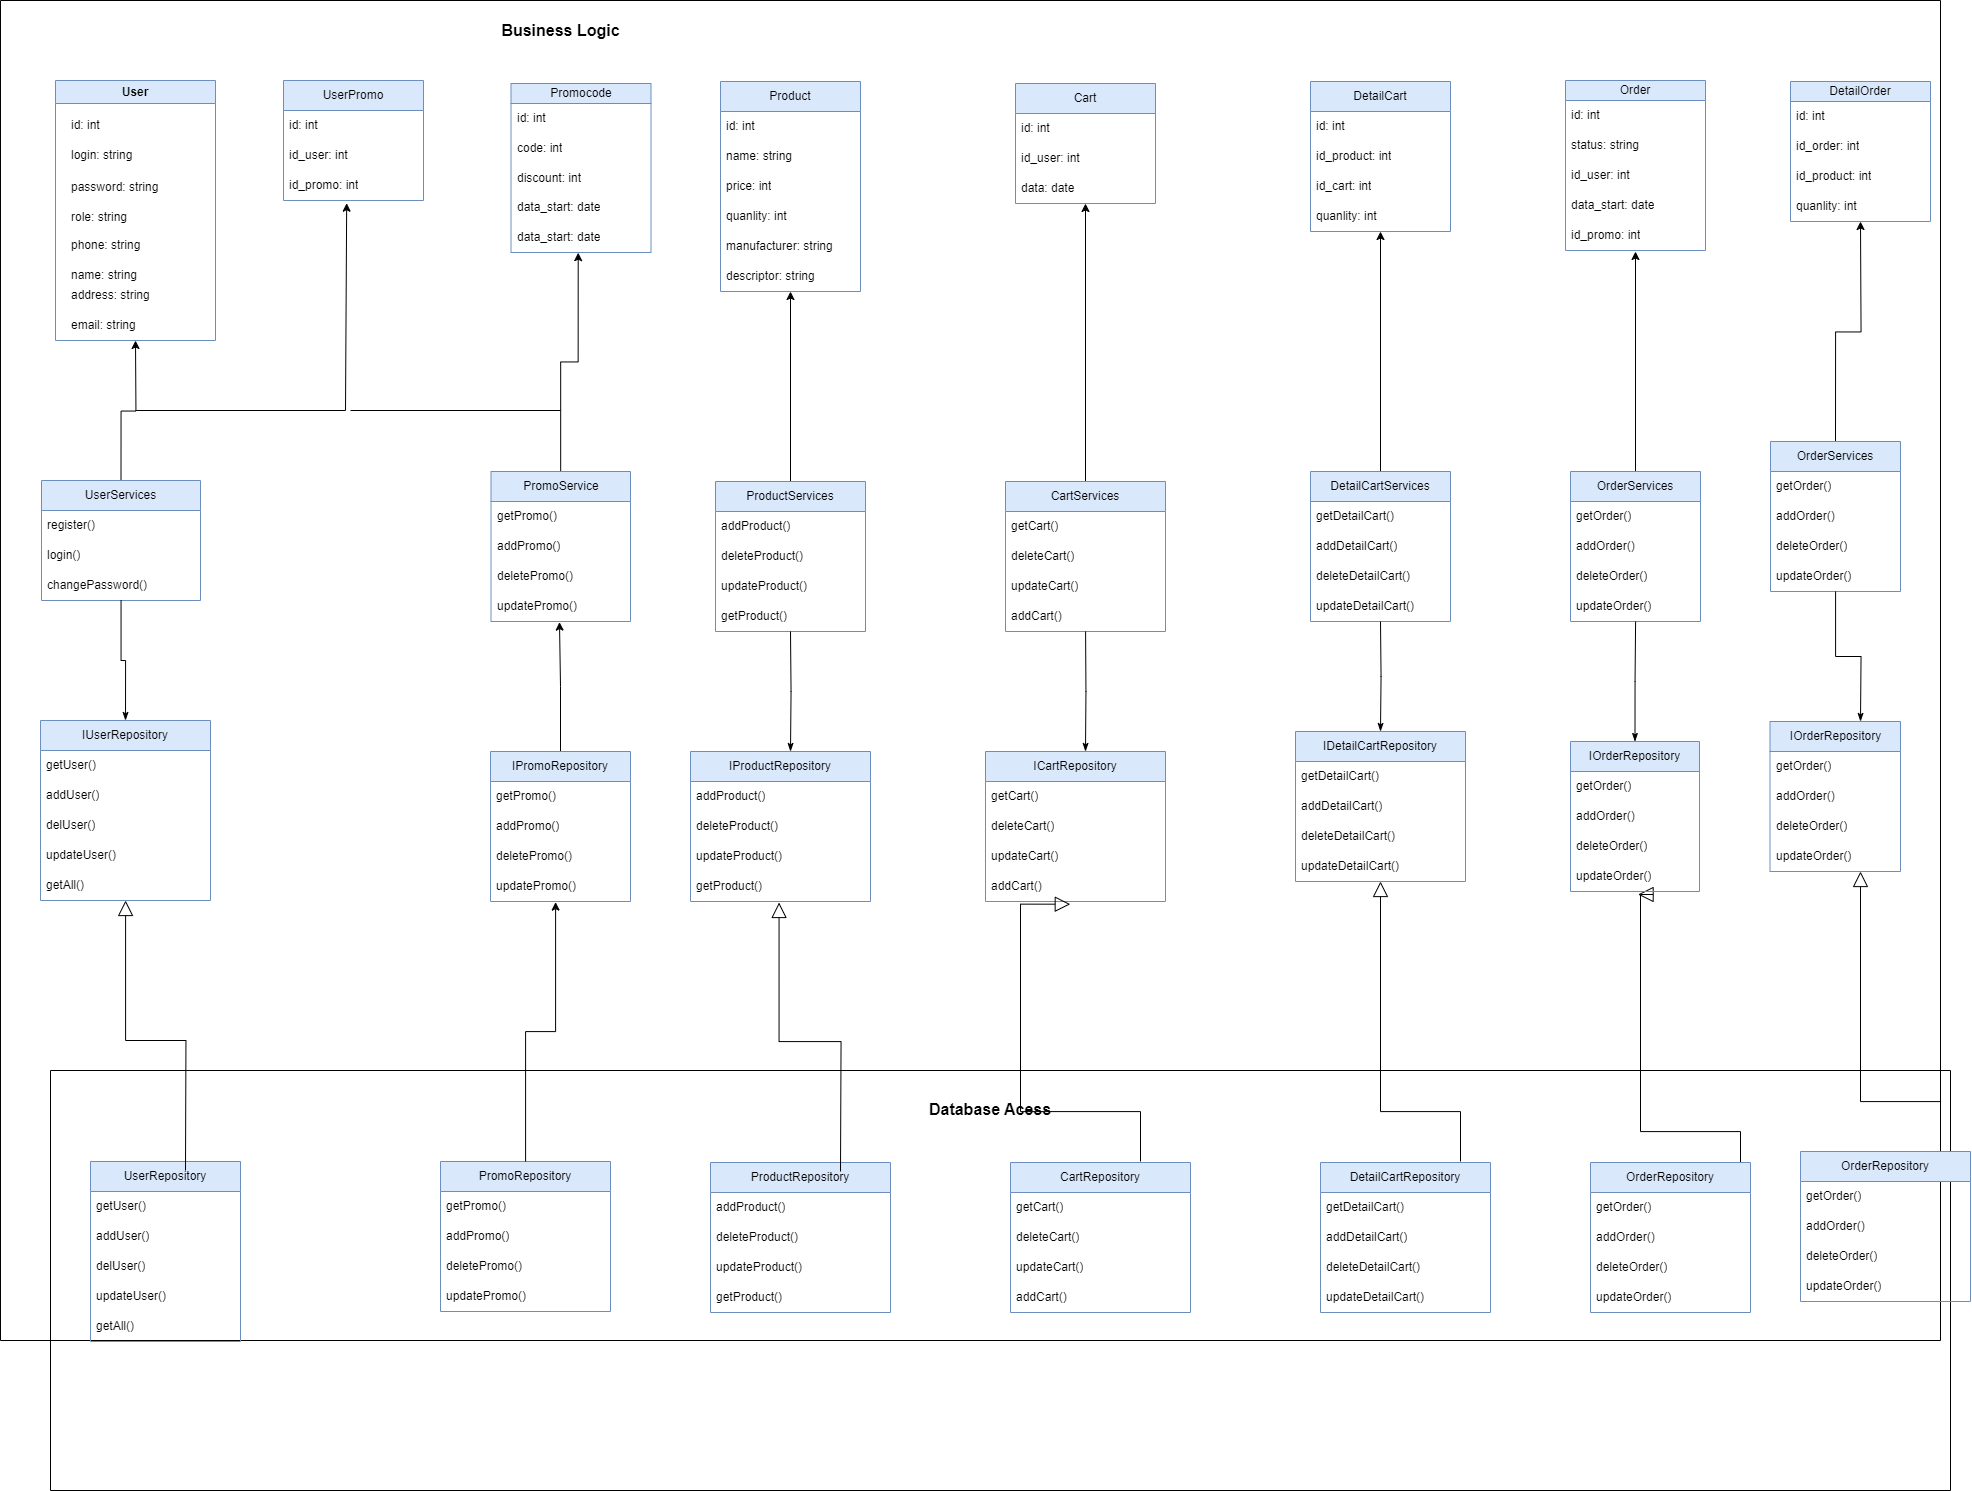 Business Logic
User
id: int
login: string
password: string
role: string
phone: string
name: string
address: string
email: string
UserPromo
id: int
id_user: int
id_promo: int
Promocode
id: int
code: int
discount: int
data_start: date
data_start: date
Product
id: int
name: string
price: int
quanlity: int
manufacturer: string
descriptor: string
Cart
id: int
id_user: int
data: date
DetailCart
id: int
id_product: int
id_cart: int
quanlity: int
Order
id: int
status: string
id_user: int
data_start: date
id_promo: int
DetailOrder
id: int
id_order: int
id_product: int
quanlity: int
UserServices
register()
login()
changePassword()
PromoService
getPromo()
addPromo()
deletePromo()
updatePromo()
ProductServices
addProduct()
deleteProduct()
updateProduct()
getProduct()
CartServices
getCart()
deleteCart()
updateCart()
addCart()
DetailCartServices
getDetailCart()
addDetailCart()
deleteDetailCart()
updateDetailCart()
OrderServices
getOrder()
addOrder()
deleteOrder()
updateOrder()
OrderServices
getOrder()
addOrder()
deleteOrder()
updateOrder()
IUserRepository
getUser()
addUser()
delUser()
updateUser()
getAll()
IPromoRepository
getPromo()
addPromo()
deletePromo()
updatePromo()
IProductRepository
addProduct()
deleteProduct()
updateProduct()
getProduct()
ICartRepository
getCart()
deleteCart()
updateCart()
addCart()
IDetailCartRepository
getDetailCart()
addDetailCart()
deleteDetailCart()
updateDetailCart()
IOrderRepository
getOrder()
addOrder()
deleteOrder()
updateOrder()
IOrderRepository
getOrder()
addOrder()
deleteOrder()
updateOrder()
Database Acess
UserRepository
getUser()
addUser()
delUser()
updateUser()
getAll()
PromoRepository
getPromo()
addPromo()
deletePromo()
updatePromo()
ProductRepository
addProduct()
deleteProduct()
updateProduct()
getProduct()
CartRepository
getCart()
deleteCart()
updateCart()
addCart()
DetailCartRepository
getDetailCart()
addDetailCart()
deleteDetailCart()
updateDetailCart()
OrderRepository
getOrder()
addOrder()
deleteOrder()
updateOrder()
OrderRepository
getOrder()
addOrder()
deleteOrder()
updateOrder()